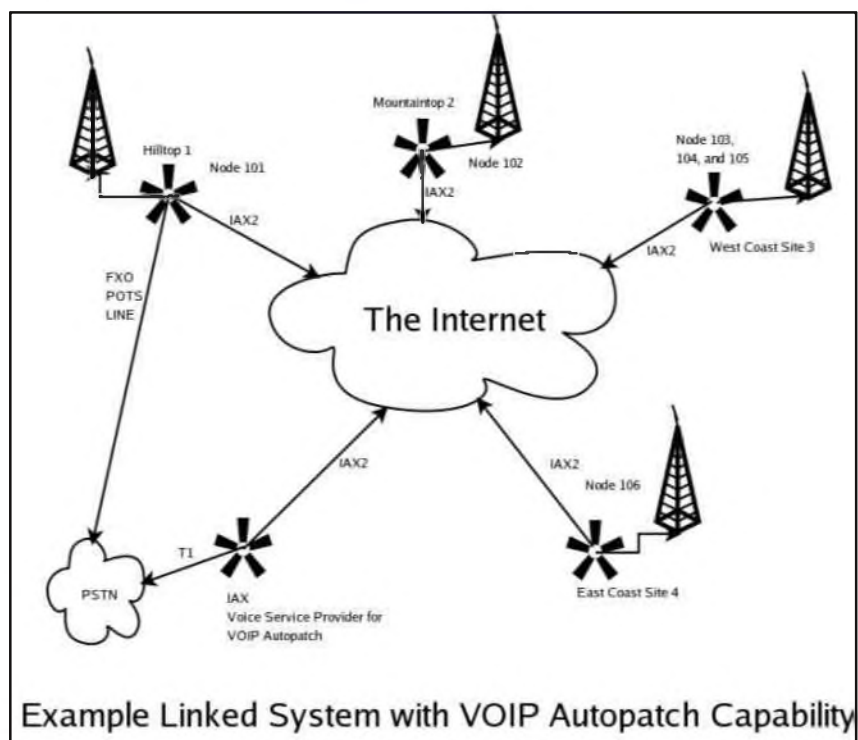 Mountaintop 2
Hilltop 1
Node 101
Node 102
Node 103,
104, and 105
IAX2
IAX2
IAX2
West Coast Site 3
FXO
POTS
LINE
The Internet
IAX2
IAX2
Node 106
T1
PSTN
IAX
Voice Service Provider for
VOIP Autopatch
East Coast Site 4
Example Linked System with VOIP Autopatch Capability